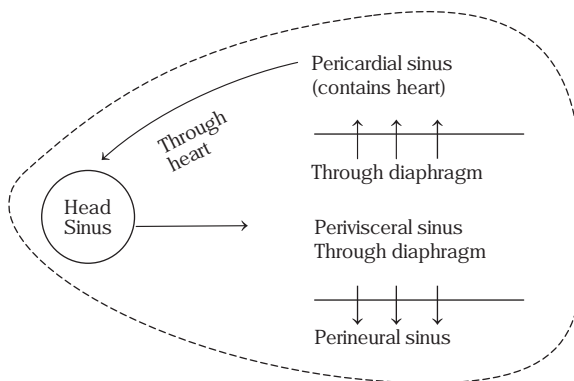 Pericardial sinus
(contains heart)
Through
heart
Through diaphragm
Head
Sinus
Perivisceral sinus
Through diaphragm
Perineural sinus